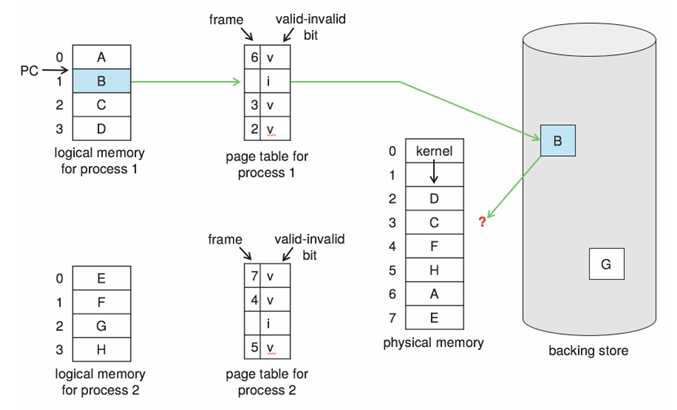 frame valid-invalid
bit
0 A
PC
1 B
2 C
3 D
logical memory
for process 1
6 v
i
3 v
2 v
page table for
process 1
0 kernel
1
2 D
3 C
4 F
5 H
6 A
7 E
physical memory
?
B
G
backing store
frame valid-invalid
bit
0 E
1 F
2 G
3 H
logical memory
for process 2
7 v
4 v
i
5 v
page table for
process 2